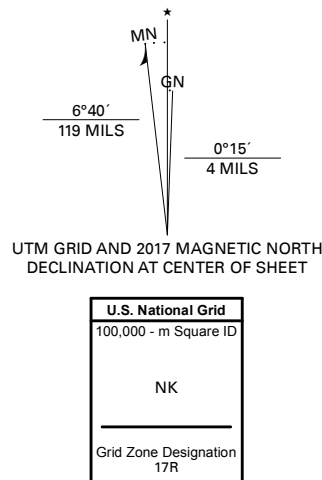 ★
MN
GN
6°40´
119 MILS
0°15´
4 MILS
UTM GRID AND 2017 MAGNETIC NORTH
DECLINATION AT CENTER OF SHEET
U.S. National Grid
100,000 - m Square ID
NK
Grid Zone Designation
17R